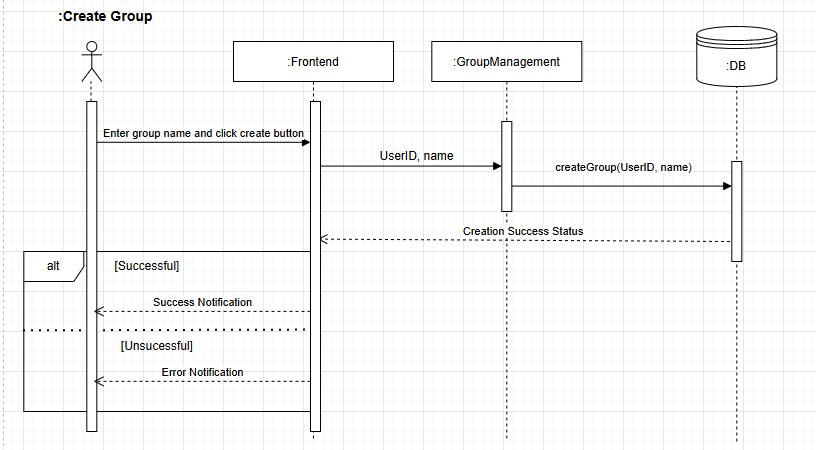 :Create Group
:Frontend
:GroupManagement
:DB
Enter group name and click create button
UserID, name
createGroup(UserID, name)
Creation Success Status
alt
[Successful]
Success Notification
[Unsucessful]
Error Notification